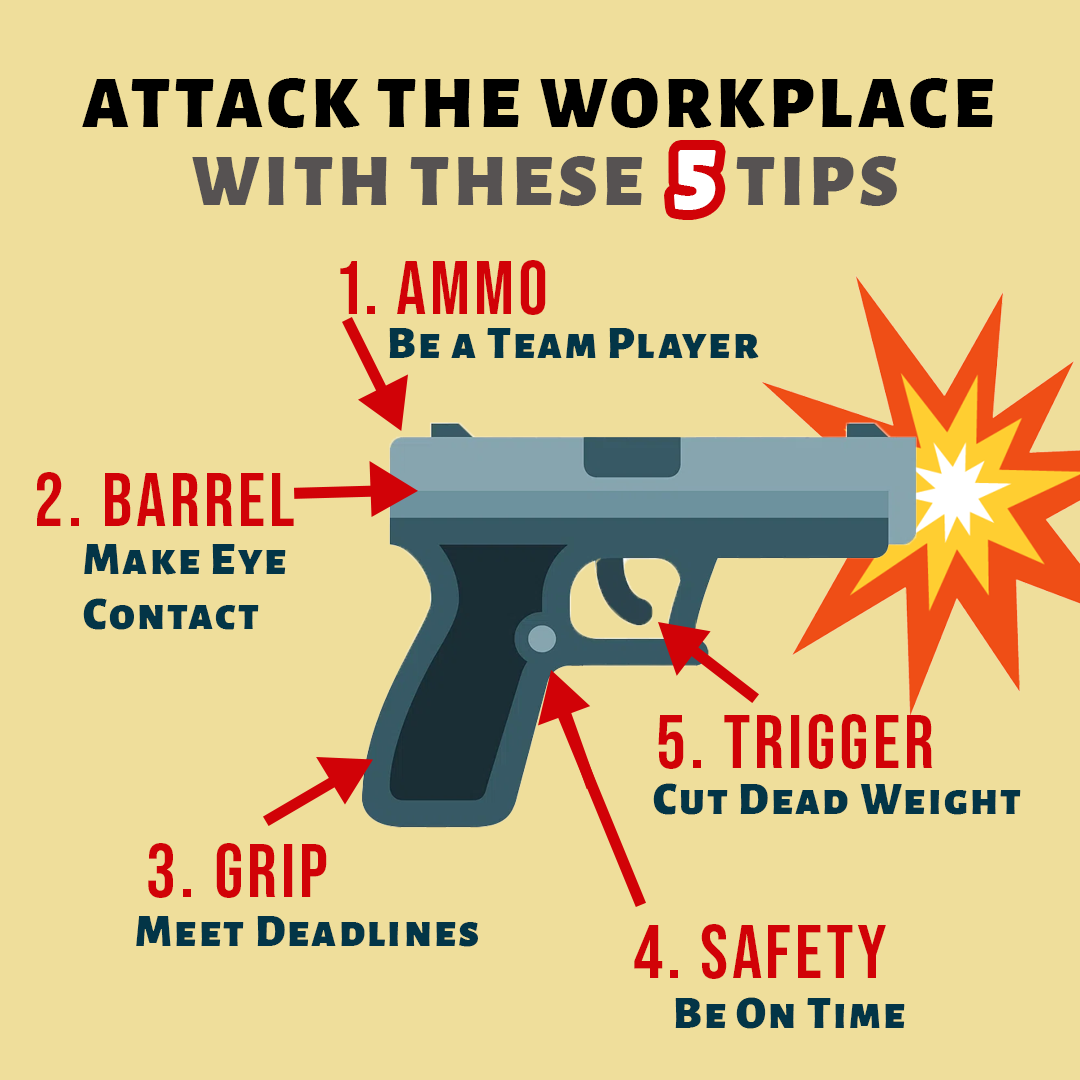 ATTACK THE WORKPLACE
WITH THESE 5 TIPS
1. AMMO
BE A TEAM PLAYER
2. BARREL
MAKE EYE
CONTACT
5. TRIGGER
CUT DEAD WEIGHT
3. GRIP
MEET DEADLINES
4. SAFETY
BE ON TIME